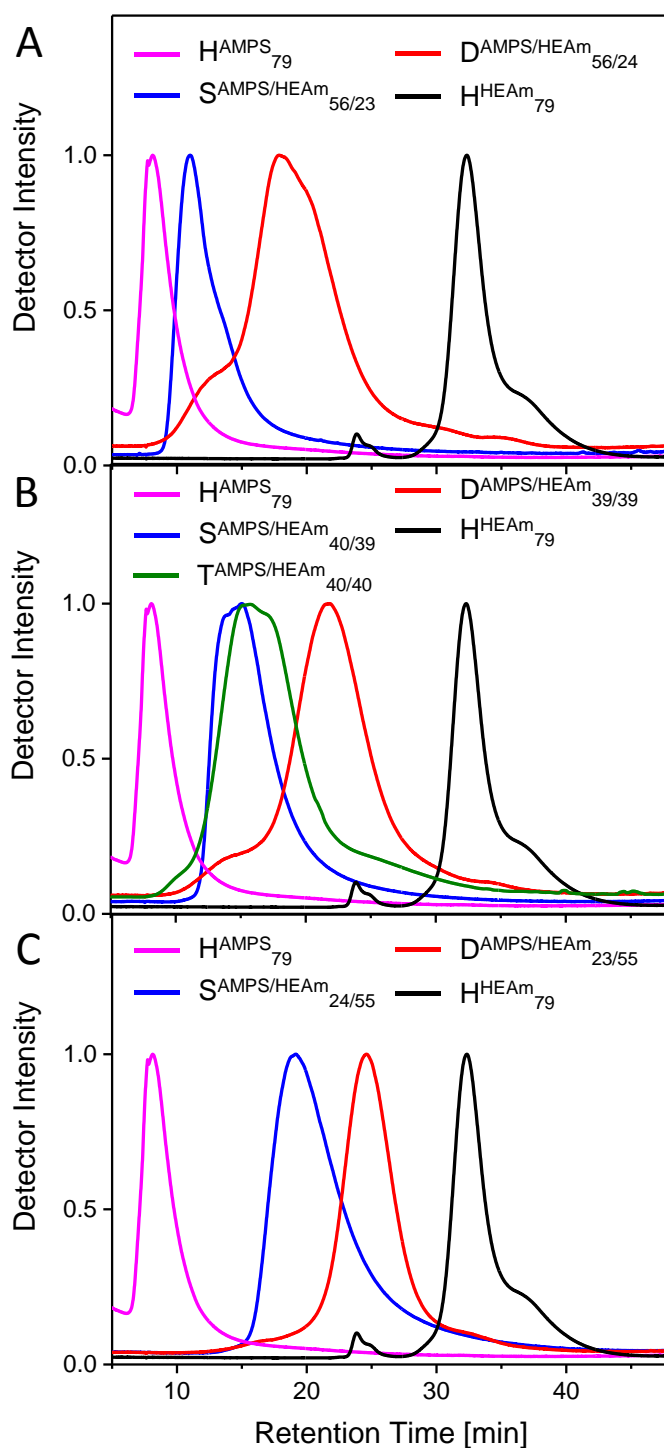 A
H^AMPS_79 D^AMPS/HEAm_56/24
S^AMPS/HEAm_56/23 H^HEAm_79
1.0
0.5
0.0
Detector Intensity
B
H^AMPS_79 D^AMPS/HEAm_39/39
S^AMPS/HEAm_40/39 H^HEAm_79
T^AMPS/HEAm_40/40
1.0
0.5
0.0
Detector Intensity
C
H^AMPS_79 D^AMPS/HEAm_23/55
S^AMPS/HEAm_24/55 H^HEAm_79
1.0
0.5
0.0
Detector Intensity
10 20 30 40
Retention Time [min]